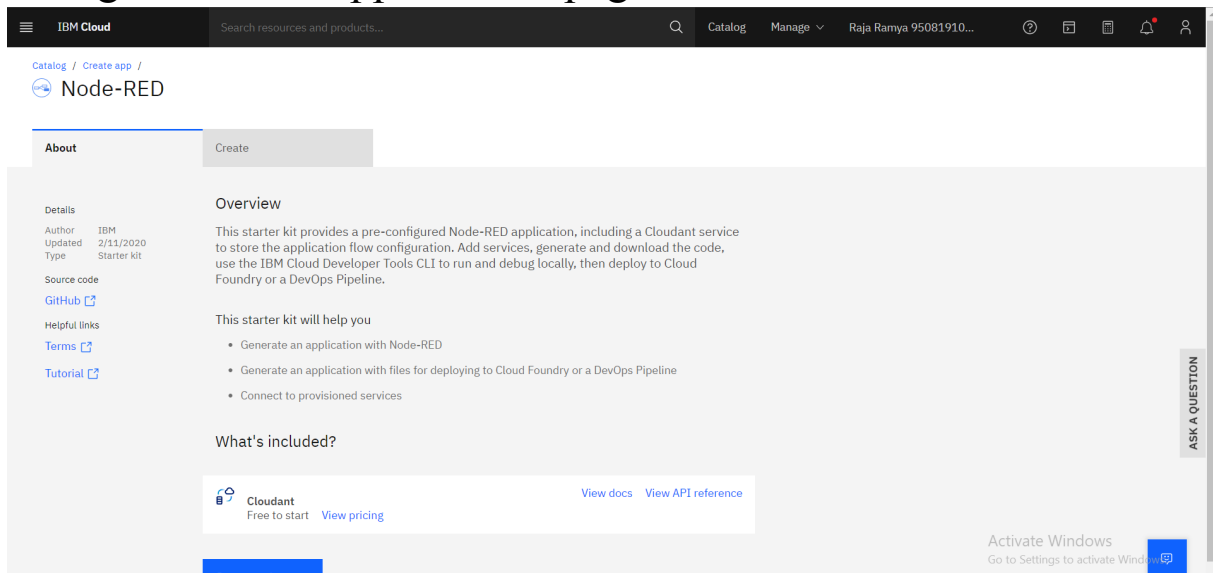 IBM Cloud
Search resources and products...
Catalog
Manage
Raja Ramya 95081910...
Catalog / Create app /
Node-RED
About
Create
Details
Author IBM
Updated 2/11/2020
Type Starter kit
Source code
GitHub
Helpful links
Terms
Tutorial
Overview
This starter kit provides a pre-configured Node-RED application, including a Cloudant service
to store the application flow configuration. Add services, generate and download the code,
use the IBM Cloud Developer Tools CLI to run and debug locally, then deploy to Cloud
Foundry or a DevOps Pipeline.
This starter kit will help you
• Generate an application with Node-RED
• Generate an application with files for deploying to Cloud Foundry or a DevOps Pipeline
• Connect to provisioned services
What's included?
Cloudant
Free to start View pricing
View docs View API reference
ASK A QUESTION
Activate Windows
Go to Settings to activate Windows